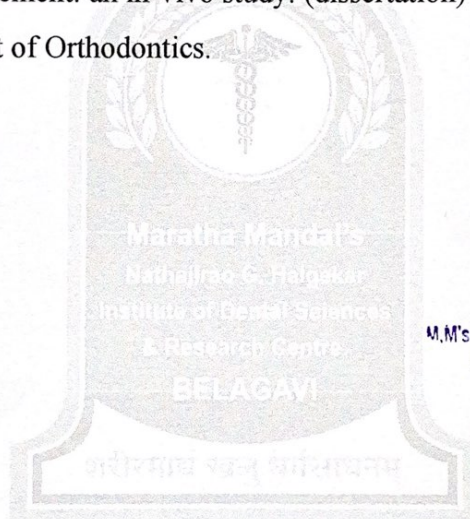 ement: an in vivo study. (dissertation)
t of Orthodontics.
Maratha Mandal's
Nathajirao G. Halgekar
Institute of Dental Sciences
& Research Centre,
BELAGAVI
M.M's